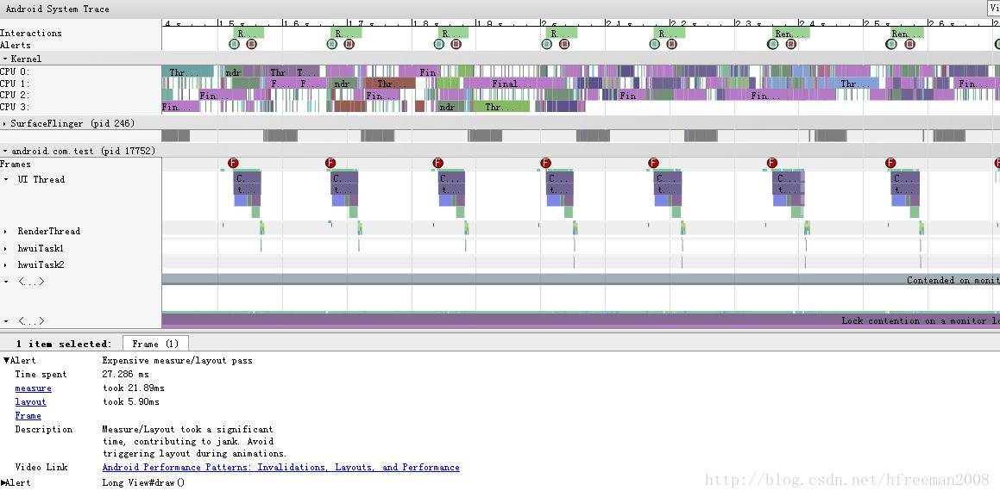 Android System Trace
Vi
4 s 1 5 s 1 6 s 1 7 s 1 8 s 1 9 s 2 s 2 1 s 2 2 s 2 3 s 2 4 s 2 5 s 2 6 s 2
Interactions R... R... R... R... R... Ren... Ren...
Alerts
Kernel
CPU 0: Thr... ndr Thr T... Fin
CPU 1: F... F... ndr Thr... Final... Thr... Fin...
CPU 2: Fin... Fin... Fin Fin...
CPU 3: Fin... ndr Thr...
SurfaceFlinger (pid 246)
android.com.test (pid 17752)
Frames F F F F F F F F
UI Thread C... C... C... C... C... C... C...
t... t... t... t... t... t... t...
RenderThread
hwuiTask1
hwuiTask2
<...> Contended on monit
<...> Lock contention on a monitor lo
1 item selected: Frame (1)
▼Alert Expensive measure/layout pass
Time spent 27.286 ms
measure took 21.89ms
layout took 5.90ms
Frame
Description Measure/Layout took a significant
time, contributing to jank. Avoid
triggering layout during animations.
Video Link Android Performance Patterns: Invalidations, Layouts, and Performance
▶Alert Long View#draw()
http://blog.csdn.net/hfreeman2008